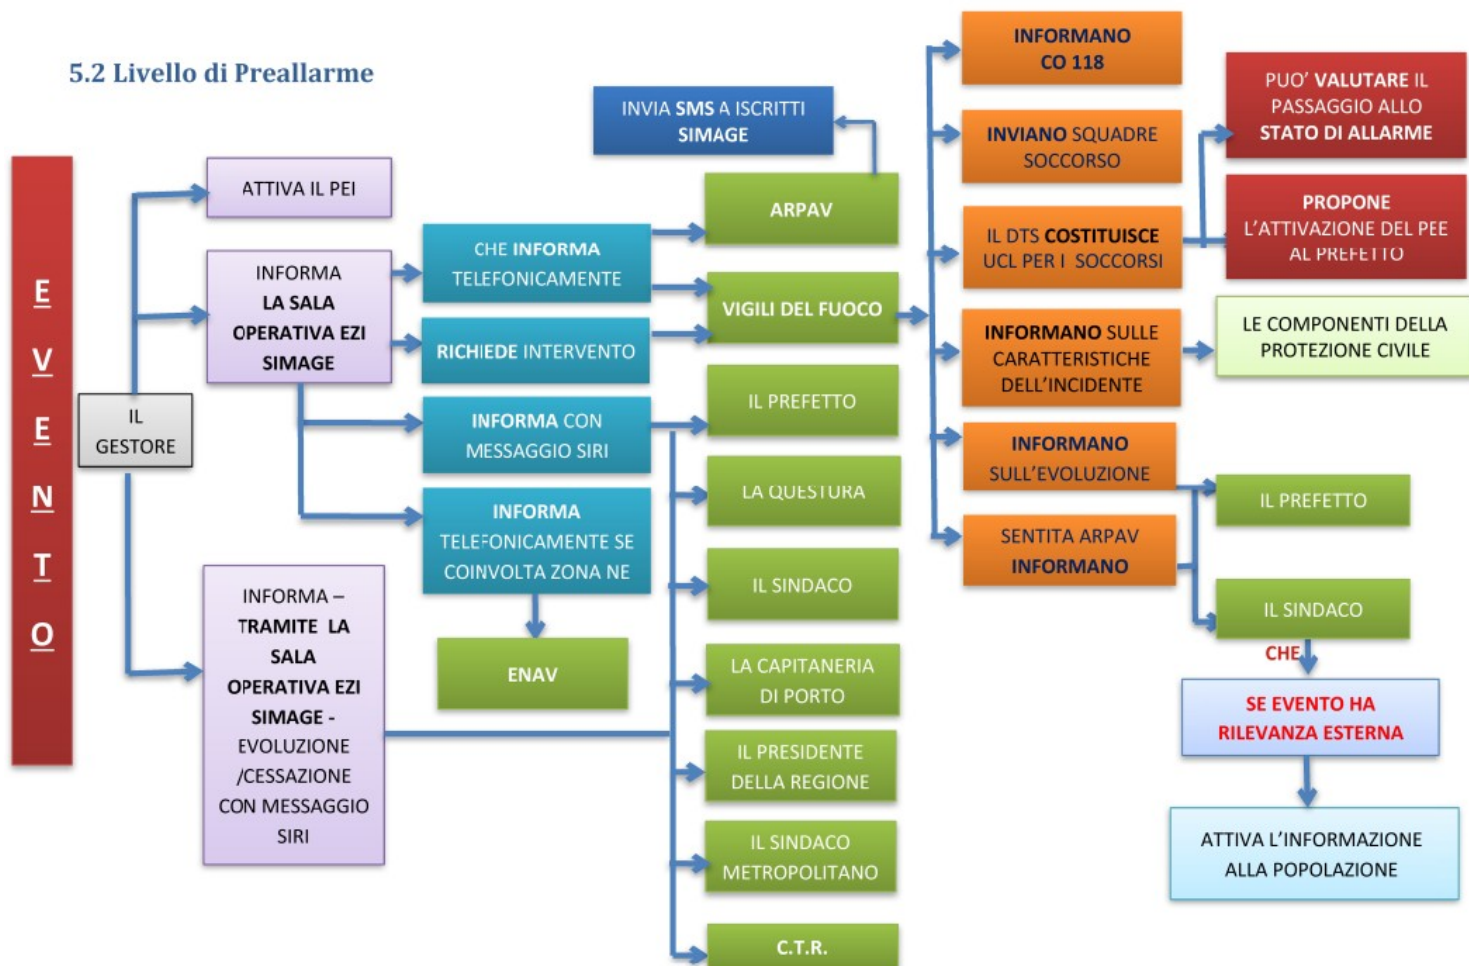 5.2 Livello di Preallarme
E
V
E
N
T
O
IL
GESTORE
ATTIVA IL PEI
INFORMA
LA SALA
OPERATIVA EZI
SIMAGE
INFORMA –
TRAMITE LA
SALA
OPERATIVA EZI
SIMAGE -
EVOLUZIONE
/CESSAZIONE
CON MESSAGGIO
SIRI
CHE INFORMA
TELEFONICAMENTE
RICHIEDE INTERVENTO
INFORMA CON
MESSAGGIO SIRI
INFORMA
TELEFONICAMENTE SE
COINVOLTA ZONA NE
ENAV
INVIA SMS A ISCRITTI
SIMAGE
ARPAV
VIGILI DEL FUOCO
IL PREFETTO
LA QUESTURA
IL SINDACO
LA CAPITANERIA
DI PORTO
IL PRESIDENTE
DELLA REGIONE
IL SINDACO
METROPOLITANO
C.T.R.
INFORMANO
CO 118
INVIANO SQUADRE
SOCCORSO
IL DTS COSTITUISCE
UCL PER I SOCCORSI
INFORMANO SULLE
CARATTERISTICHE
DELL'INCIDENTE
INFORMANO
SULL'EVOLUZIONE
SENTITA ARPAV
INFORMANO
PUO' VALUTARE IL
PASSAGGIO ALLO
STATO DI ALLARME
PROPONE
L'ATTIVAZIONE DEL PEE
AL PREFETTO
LE COMPONENTI DELLA
PROTEZIONE CIVILE
IL PREFETTO
IL SINDACO
CHE
SE EVENTO HA
RILEVANZA ESTERNA
ATTIVA L'INFORMAZIONE
ALLA POPOLAZIONE